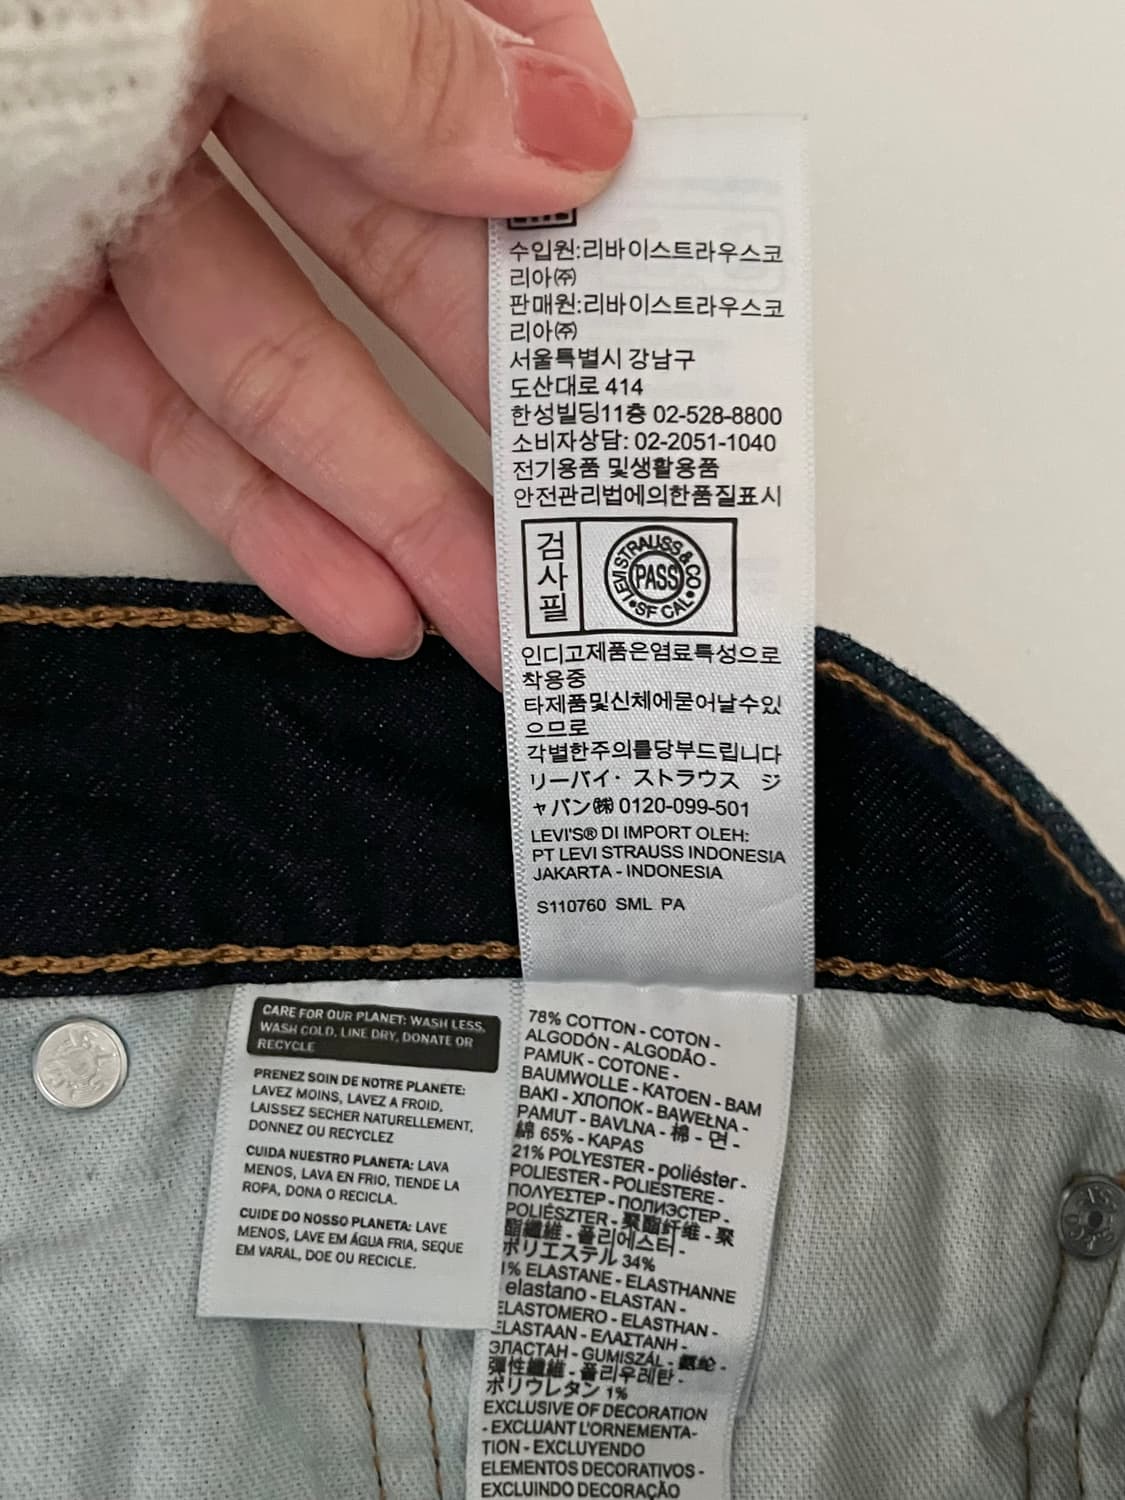 수입원:리바이스트라우스코
리아㈜
판매원:리바이스트라우스코
리아㈜
서울특별시 강남구
도산대로 414
한성빌딩11층 02-528-8800
소비자상담: 02-2051-1040
전기용품 및생활용품
안전관리법에의한품질표시
검
사
필
LEVI STRAUSS & CO
PASS
•SF CAL•
인디고제품은염료특성으로
착용중
타제품및신체에묻어날수있
으므로
각별한주의를당부드립니다
リーバイ・ストラウス ジ
ャパン㈱ 0120-099-501
LEVI'S® DI IMPORT OLEH:
PT LEVI STRAUSS INDONESIA
JAKARTA - INDONESIA
S110760 SML PA
CARE FOR OUR PLANET: WASH LESS,
WASH COLD, LINE DRY, DONATE OR
RECYCLE
PRENEZ SOIN DE NOTRE PLANETE:
LAVEZ MOINS, LAVEZ A FROID,
LAISSEZ SECHER NATURELLEMENT,
DONNEZ OU RECYCLEZ
CUIDA NUESTRO PLANETA: LAVA
MENOS, LAVA EN FRIO, TIENDE LA
ROPA, DONA O RECICLA.
CUIDE DO NOSSO PLANETA: LAVE
MENOS, LAVE EM ÁGUA FRIA, SEQUE
EM VARAL, DOE OU RECICLE.
78% COTTON - COTON -
ALGODÓN - ALGODÃO -
PAMUK - COTONE -
BAUMWOLLE - KATOEN - BAM
BAKI - ΧΛΟΠΟΚ - BAWEŁNA -
PAMUT - BAVLNA - 棉 - 면 -
綿 65% - KAPAS
21% POLYESTER - poliéster -
POLIESTER - POLIESTERE -
ΠΟΛΥΕΣΤΕΡ - ПОЛИЭСТЕР -
POLIÉSZTER - 聚酯纤维 - 聚
酯纖維 - 폴리에스터 -
ポリエステル 34%
1% ELASTANE - ELASTHANNE
elastano - ELASTAN -
ELASTOMERO - ELASTHAN -
ELASTAAN - ΕΛΑΣΤΑΝΗ -
ЭЛАСТАН - GUMISZÁL - 氨纶 -
彈性纖維 - 폴리우레탄 -
ポリウレタン 1%
EXCLUSIVE OF DECORATION
- EXCLUANT L'ORNEMENTA-
TION - EXCLUYENDO
ELEMENTOS DECORATIVOS -
EXCLUINDO DECORAÇÃO